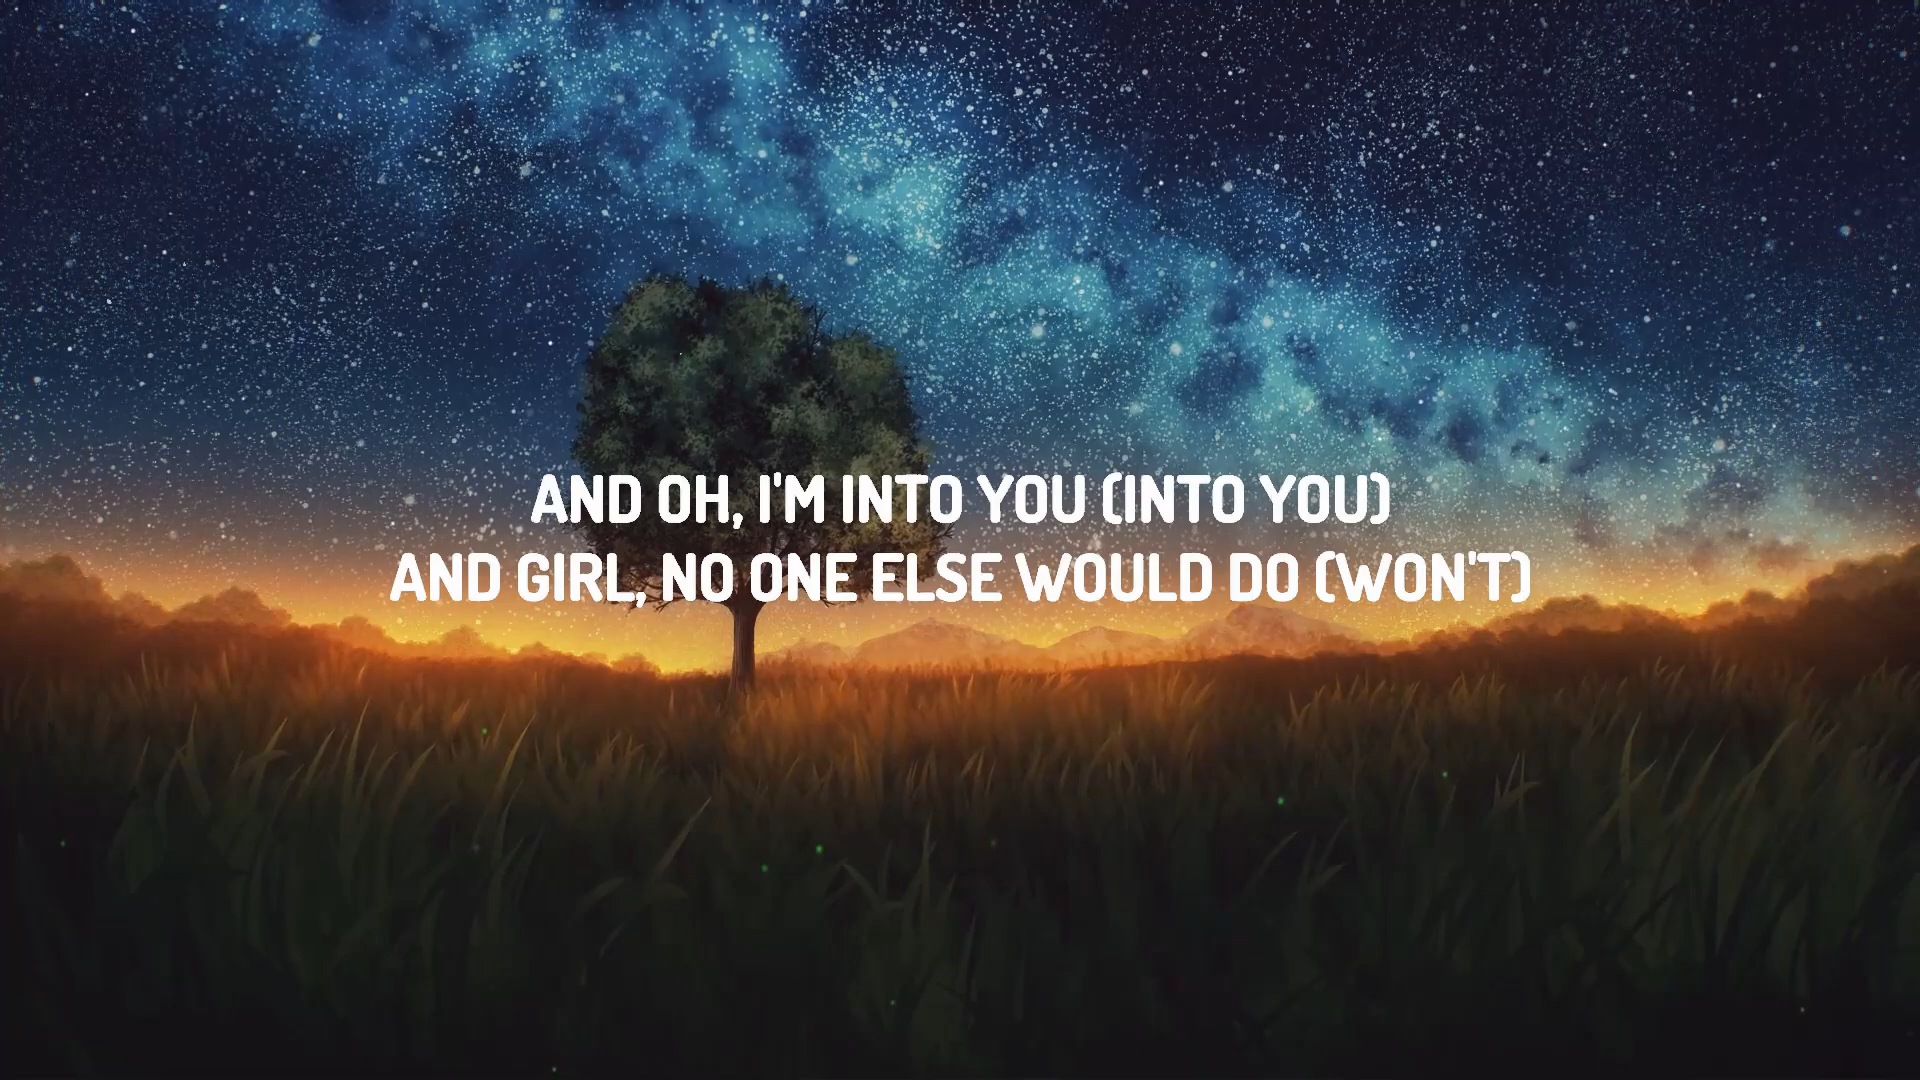 AND OH, I'M INTO YOU (INTO YOU)
AND GIRL, NO ONE ELSE WOULD DO (WON'T)